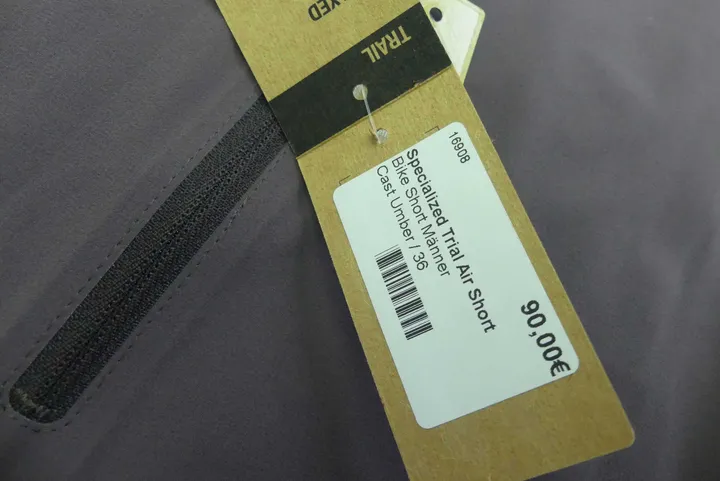 TRAIL
16908
Specialized Trial Air Short
Bike Short Männer
Cast Umber / 36
90,00€